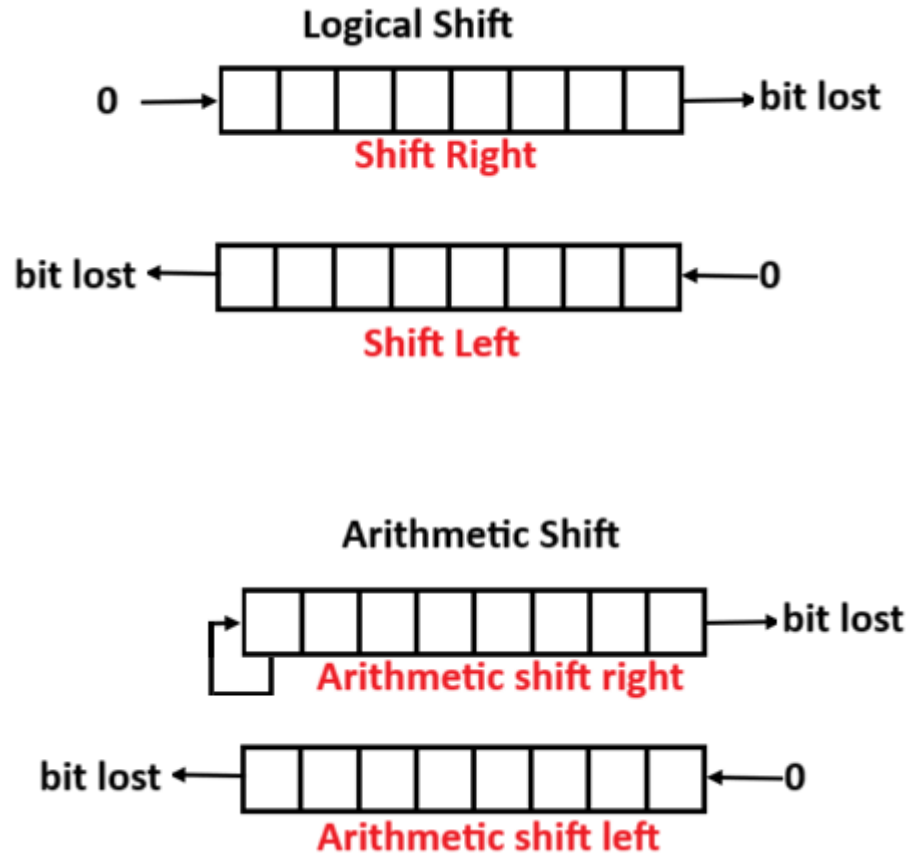 Logical Shift
0 bit lost
Shift Right
bit lost 0
Shift Left
Arithmetic Shift
bit lost
Arithmetic shift right
bit lost 0
Arithmetic shift left